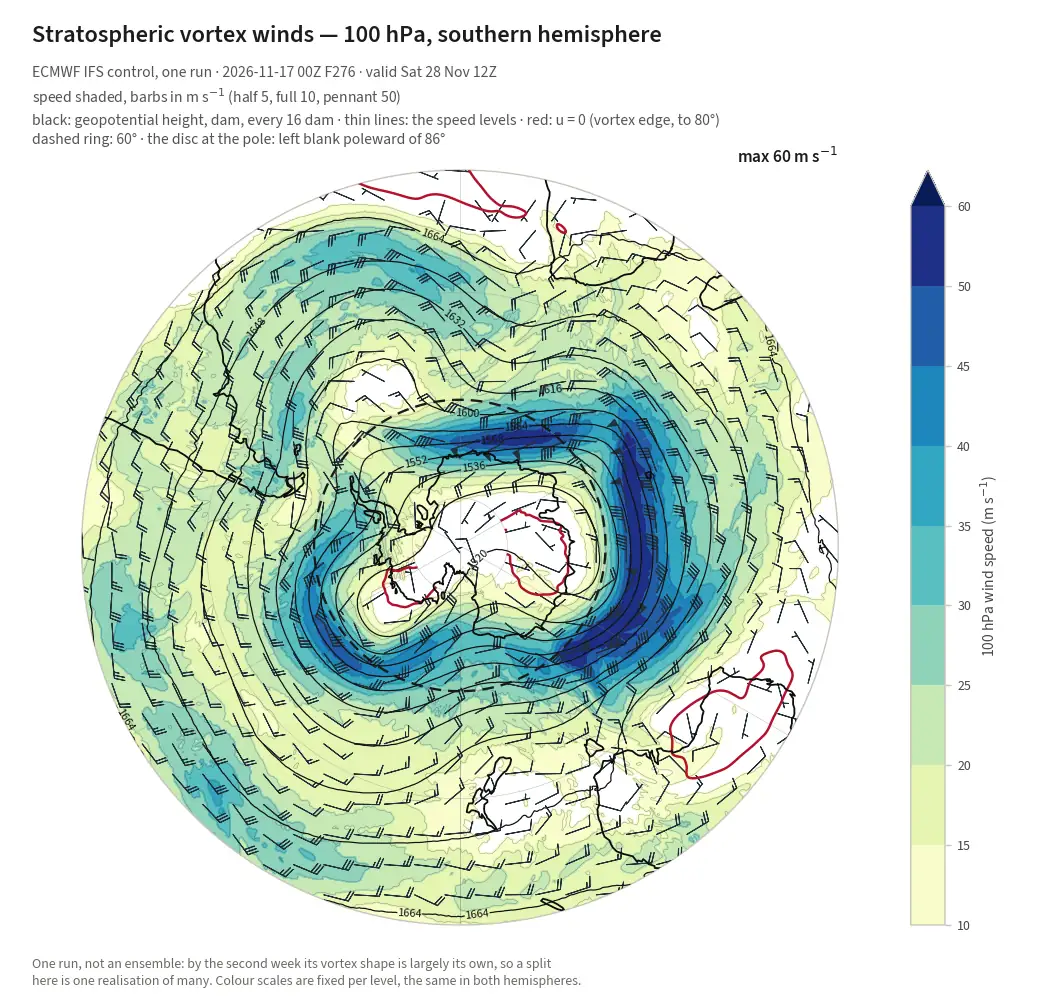 Stratospheric vortex winds — 100 hPa, southern hemisphere
ECMWF IFS control, one run · 2026-11-17 00Z F276 · valid Sat 28 Nov 12Z
speed shaded, barbs in m s⁻¹ (half 5, full 10, pennant 50)
black: geopotential height, dam, every 16 dam · thin lines: the speed levels · red: u = 0 (vortex edge, to 80°)
dashed ring: 60° · the disc at the pole: left blank poleward of 86°
max 60 m s⁻¹
60
50
45
40
35
30
25
20
15
10
100 hPa wind speed (m s⁻¹)
1664
1648
1632
1664
1616
1600
1584
1568
1552
1536
1520
1664
1664
1664
One run, not an ensemble: by the second week its vortex shape is largely its own, so a split
here is one realisation of many. Colour scales are fixed per level, the same in both hemispheres.